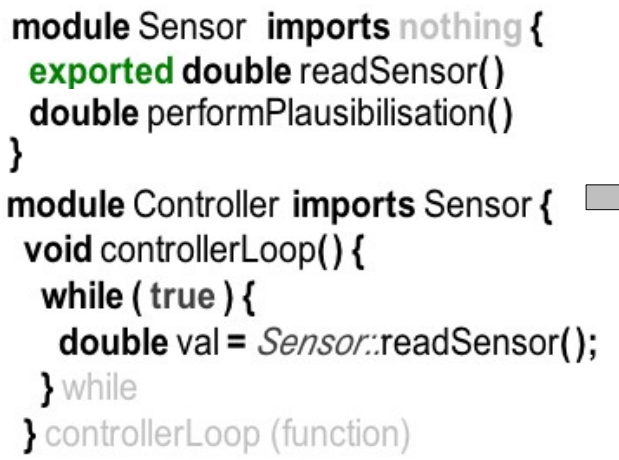 module Sensor imports nothing {
exported double readSensor()
double performPlausibilisation()
}
module Controller imports Sensor {
void controllerLoop() {
while ( true ) {
double val = Sensor::readSensor();
} while
} controllerLoop (function)